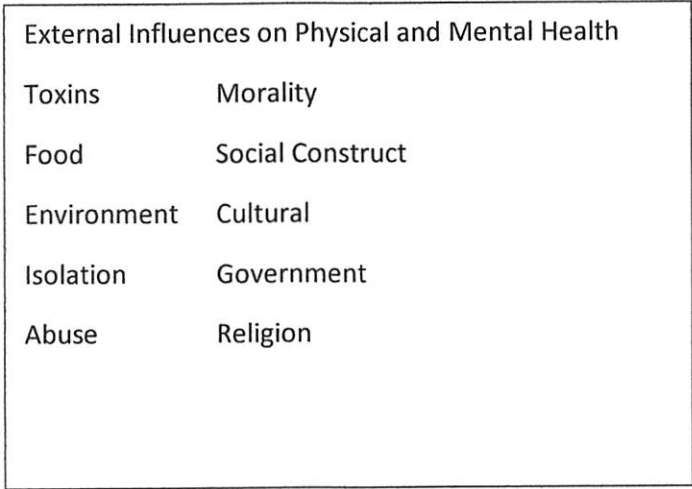 External Influences on Physical and Mental Health
Toxins Morality
Food Social Construct
Environment Cultural
Isolation Government
Abuse Religion